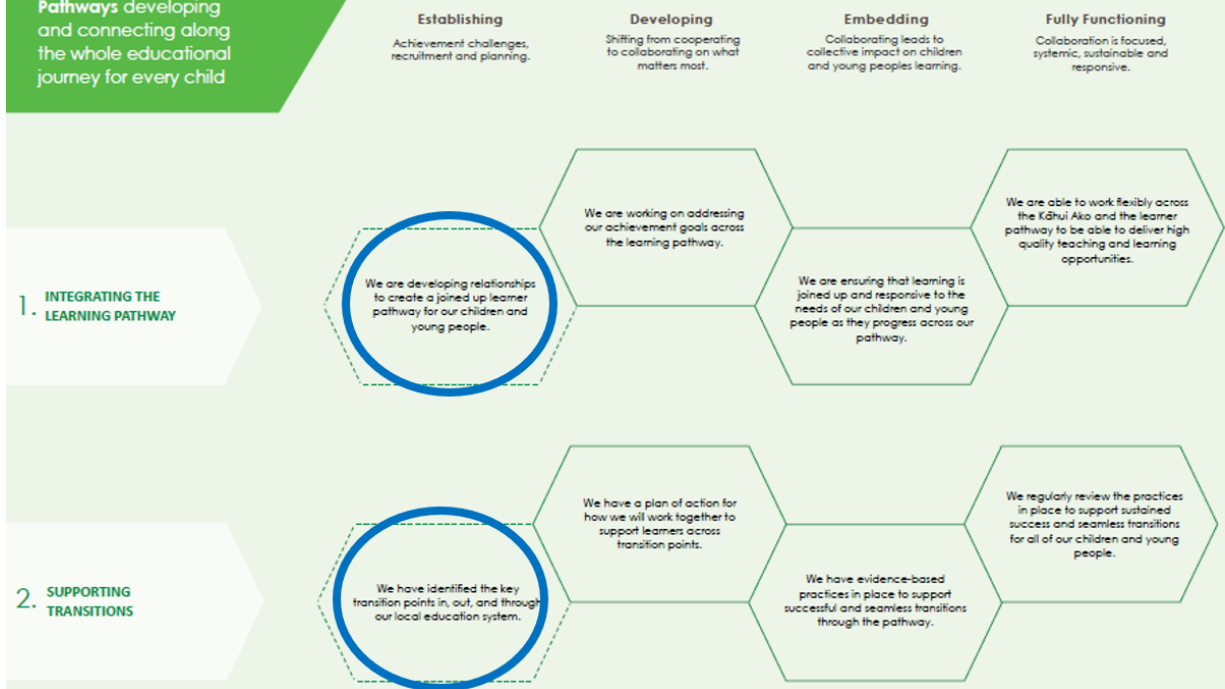 Pathways developing
and connecting along
the whole educational
journey for every child
Establishing
Achievement challenges,
recruitment and planning.
Developing
Shifting from cooperating
to collaborating on what
matters most.
Embedding
Collaborating leads to
collective impact on children
and young peoples learning.
Fully Functioning
Collaboration is focused,
systemic, sustainable and
responsive.
1. INTEGRATING THE
LEARNING PATHWAY
We are developing relationships
to create a joined up learner
pathway for our children and
young people.
We are working on addressing
our achievement goals across
the learning pathway.
We are ensuring that learning is
joined up and responsive to the
needs of our children and young
people as they progress across our
pathway.
We are able to work flexibly across
the Kāhui Ako and the learner
pathway to be able to deliver high
quality teaching and learning
opportunities.
2. SUPPORTING
TRANSITIONS
We have identified the key
transition points in, out, and through
our local education system.
We have a plan of action for
how we will work together to
support learners across
transition points.
We have evidence-based
practices in place to support
successful and seamless transitions
through the pathway.
We regularly review the practices
in place to support sustained
success and seamless transitions
for all of our children and young
people.